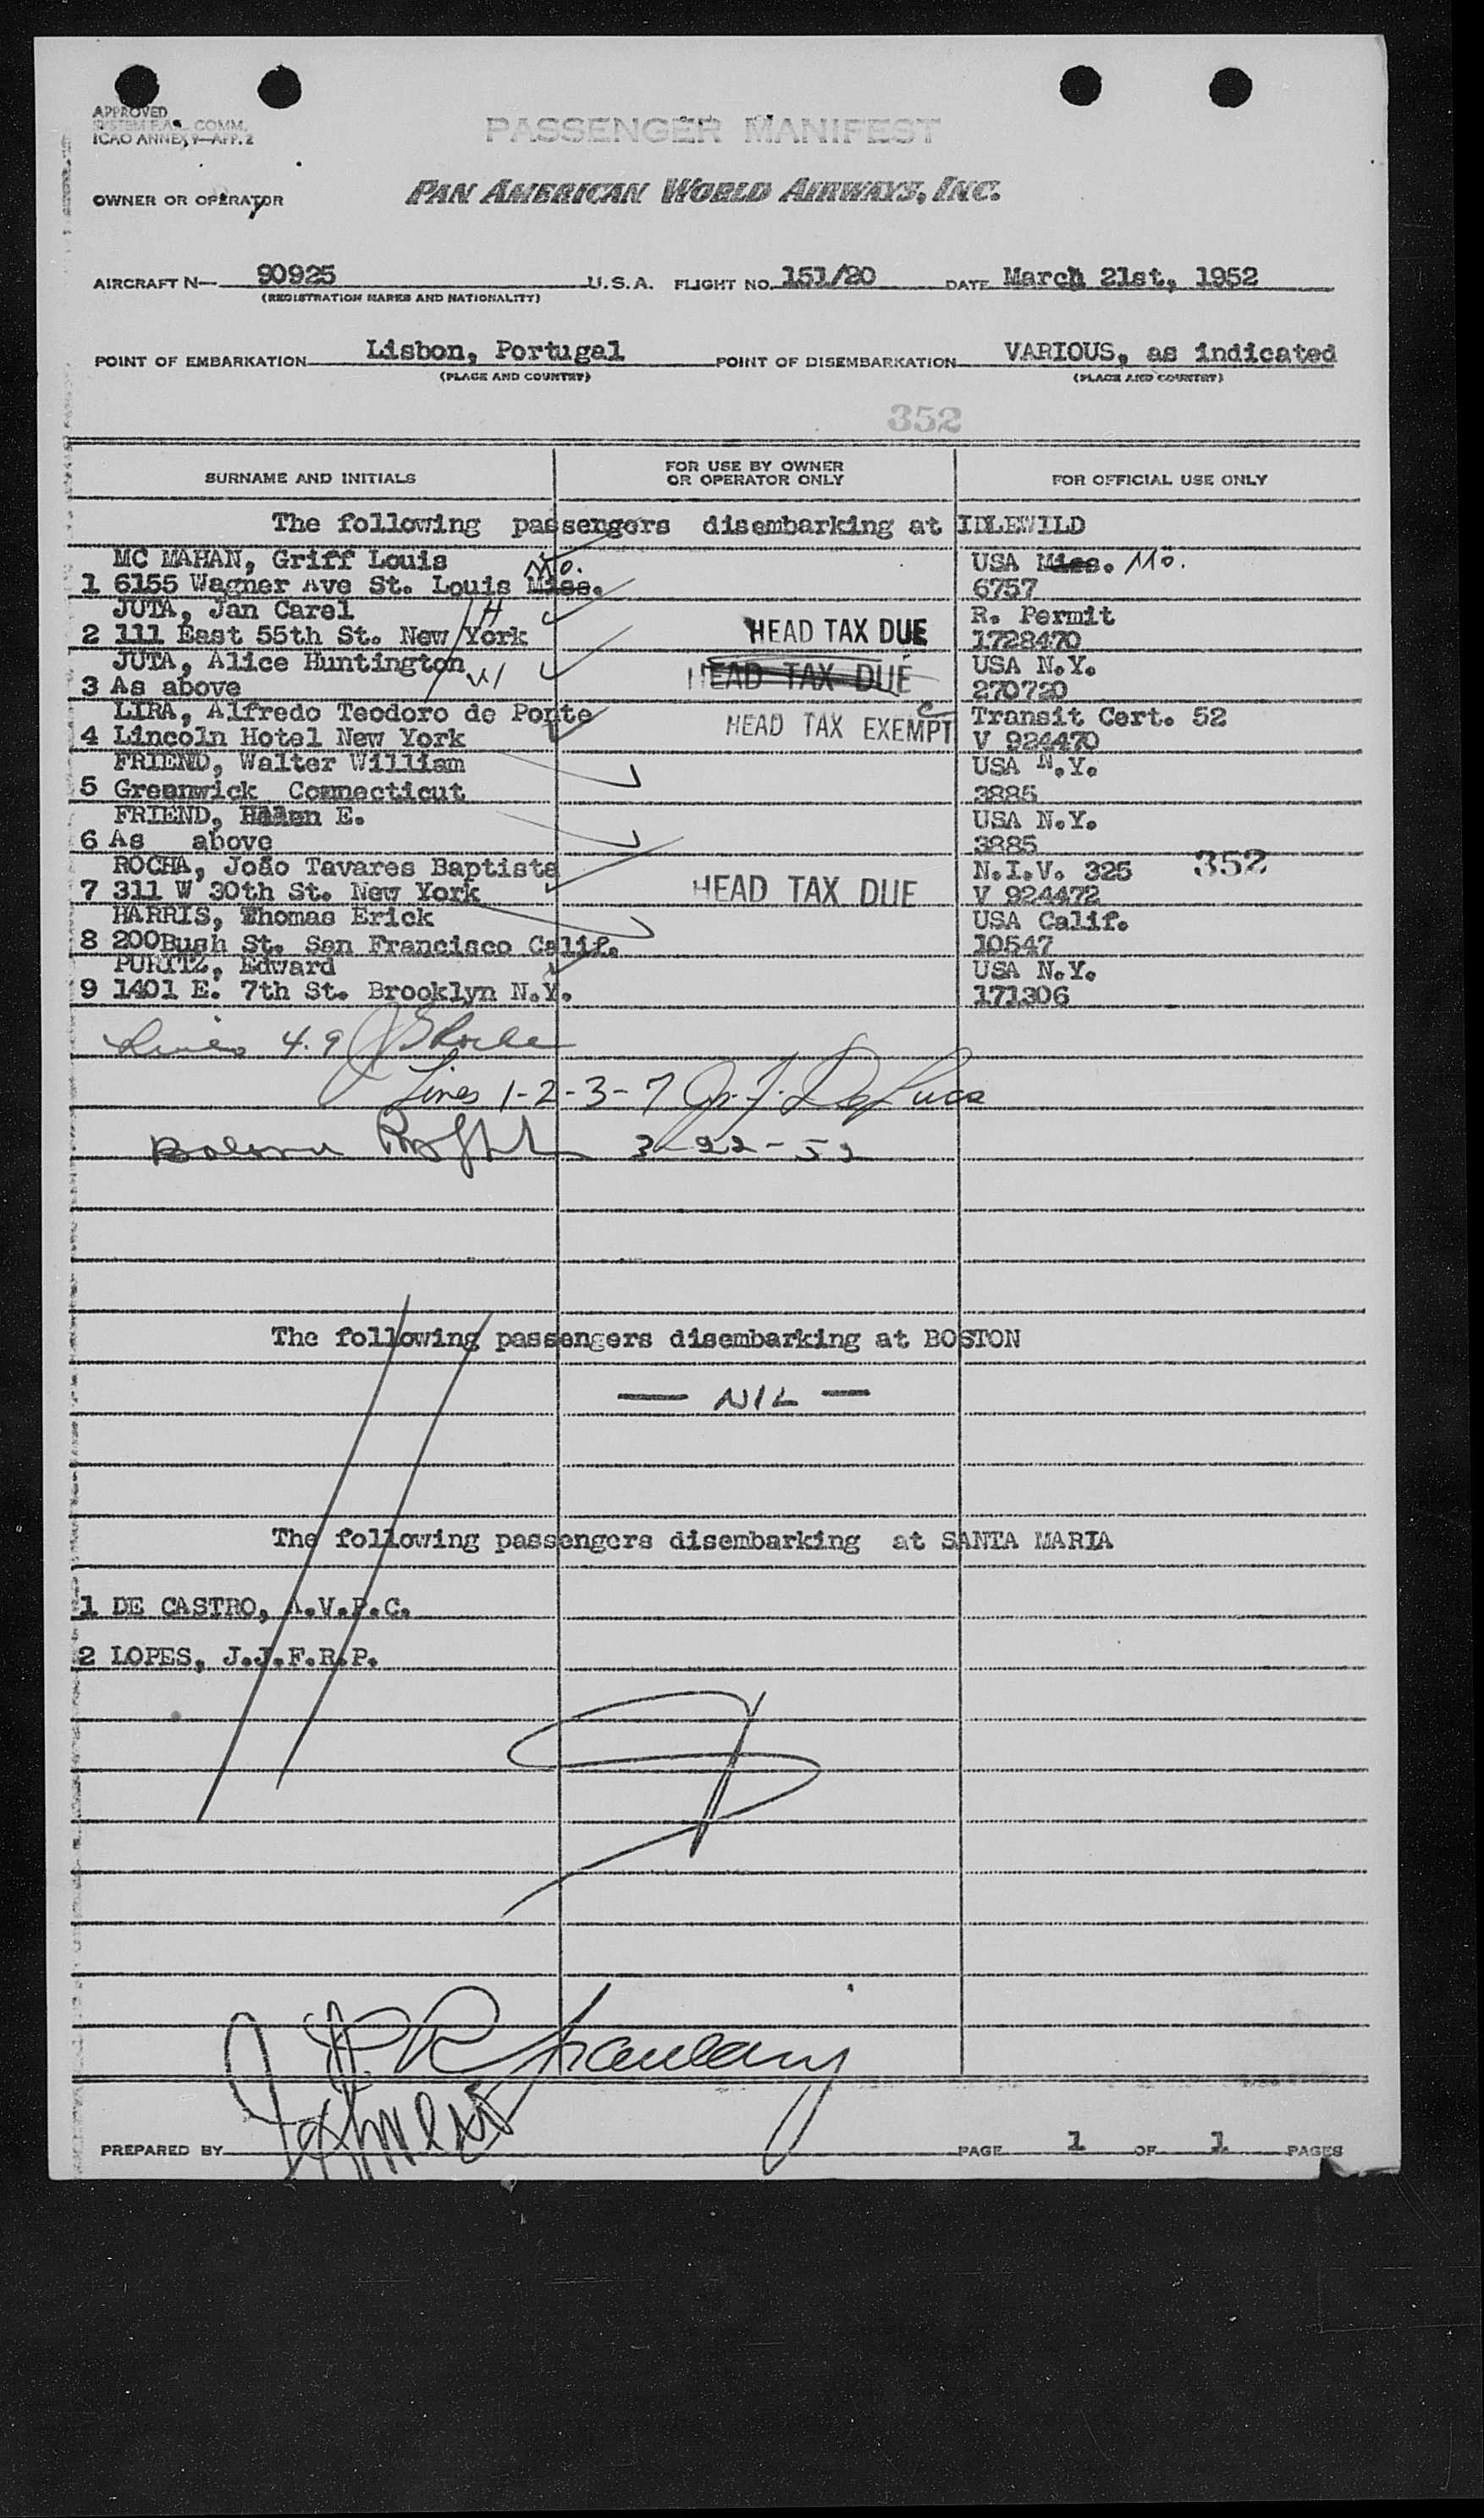 APPROVED
SYSTEM F.A.L. COMM.
ICAO ANNEX 9—APP. 2
PASSENGER MANIFEST
OWNER OR OPERATOR PAN AMERICAN WORLD AIRWAYS, INC.
AIRCRAFT N— 90925 U.S.A. FLIGHT NO. 151/20 DATE March 21st, 1952
(REGISTRATION MARKS AND NATIONALITY)
POINT OF EMBARKATION Lisbon, Portugal POINT OF DISEMBARKATION VARIOUS, as indicated
(PLACE AND COUNTRY) (PLACE AND COUNTRY)
352
SURNAME AND INITIALS FOR USE BY OWNER OR OPERATOR ONLY FOR OFFICIAL USE ONLY
The following passengers disembarking at IDLEWILD
MC MAHAN, Griff Louis Mo. USA Miss. Mo.
1 6155 Wagner Ave St. Louis Miss. 6757
JUTA, Jan Carel H R. Permit
2 111 East 55th St. New York HEAD TAX DUE 1728470
JUTA, Alice Huntington USA N.Y.
3 As above HEAD TAX DUE 270720
LIRA, Alfredo Teodoro de Ponte HEAD TAX EXEMPT Transit Cert. 52
4 Lincoln Hotel New York V 924470
FRIEND, Walter William USA N.Y.
5 Greenwick Connecticut 3885
FRIEND, E. USA N.Y.
6 As above 3885
ROCHA, João Tavares Baptista N.I.V. 325 352
7 311 W 30th St. New York HEAD TAX DUE V 924472
HARRIS, Thomas Erick USA Calif.
8 200Bush St. San Francisco Calif. 10547
PURITZ, Edward USA N.Y.
9 1401 E. 7th St. Brooklyn N.Y. 171306
Lines 4.9
Lines 1-2-3-7 De Luca
3-22-52
The following passengers disembarking at BOSTON
— NIL —
The following passengers disembarking at SANTA MARIA
1 DE CASTRO, A.V.P.C.
2 LOPES, J.J.F.R.P.
PREPARED BY PAGE 1 OF 1 PAGES